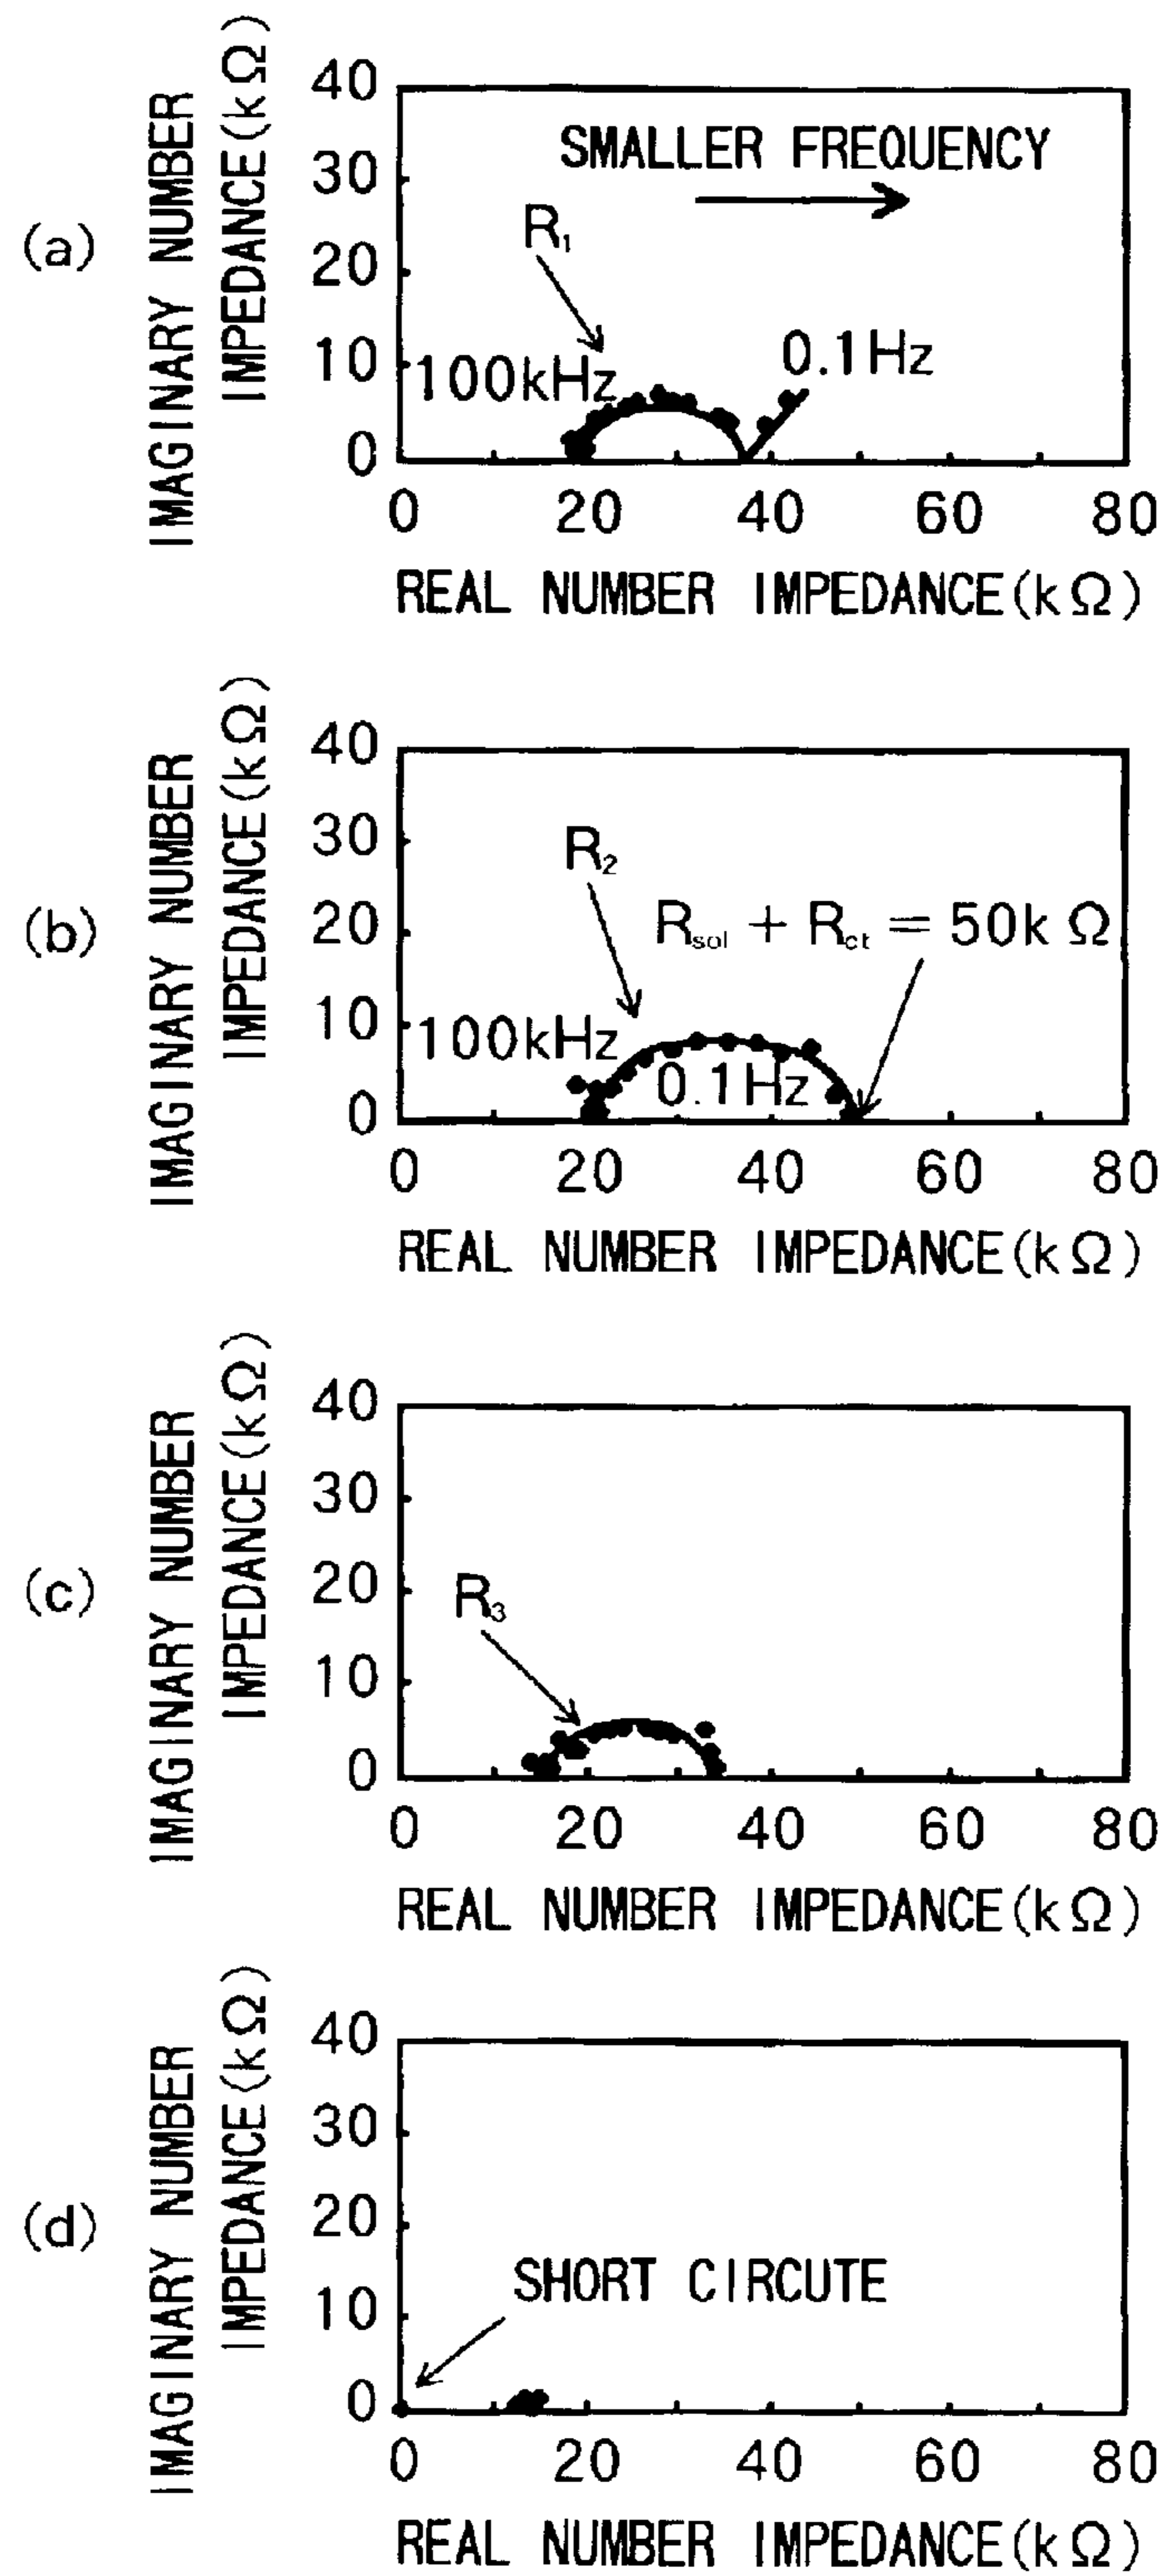 (a)
IMAGINARY NUMBER
IMPEDANCE(kΩ)
40
30
20
10
0
SMALLER FREQUENCY
R1
100kHz
0.1Hz
0 20 40 60 80
REAL NUMBER IMPEDANCE(kΩ)
(b)
IMAGINARY NUMBER
IMPEDANCE(kΩ)
40
30
20
10
0
R2
Rsol + Rct = 50kΩ
100kHz
0.1Hz
0 20 40 60 80
REAL NUMBER IMPEDANCE(kΩ)
(c)
IMAGINARY NUMBER
IMPEDANCE(kΩ)
40
30
20
10
0
R3
0 20 40 60 80
REAL NUMBER IMPEDANCE(kΩ)
(d)
IMAGINARY NUMBER
IMPEDANCE(kΩ)
40
30
20
10
0
SHORT CIRCUTE
0 20 40 60 80
REAL NUMBER IMPEDANCE(kΩ)